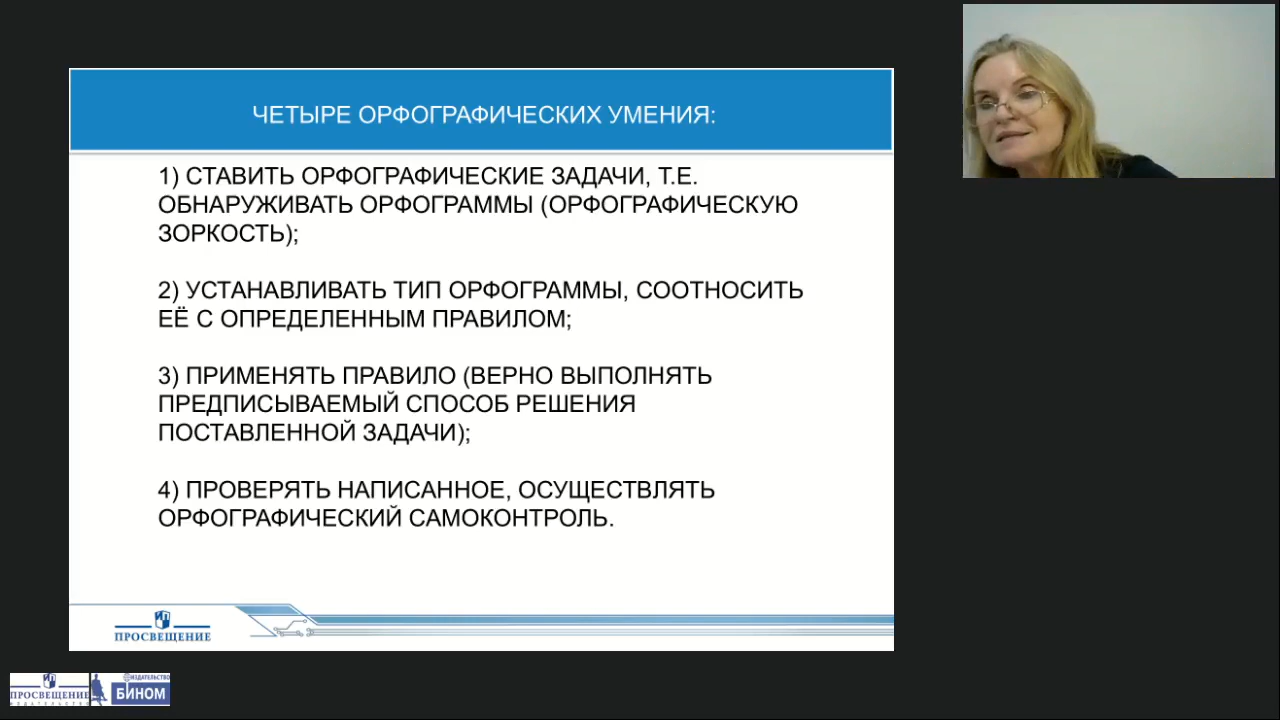 ЧЕТЫРЕ ОРФОГРАФИЧЕСКИХ УМЕНИЯ:
1) СТАВИТЬ ОРФОГРАФИЧЕСКИЕ ЗАДАЧИ, Т.Е.
ОБНАРУЖИВАТЬ ОРФОГРАММЫ (ОРФОГРАФИЧЕСКУЮ
ЗОРКОСТЬ);
2) УСТАНАВЛИВАТЬ ТИП ОРФОГРАММЫ, СООТНОСИТЬ
ЕЁ С ОПРЕДЕЛЕННЫМ ПРАВИЛОМ;
3) ПРИМЕНЯТЬ ПРАВИЛО (ВЕРНО ВЫПОЛНЯТЬ
ПРЕДПИСЫВАЕМЫЙ СПОСОБ РЕШЕНИЯ
ПОСТАВЛЕННОЙ ЗАДАЧИ);
4) ПРОВЕРЯТЬ НАПИСАННОЕ, ОСУЩЕСТВЛЯТЬ
ОРФОГРАФИЧЕСКИЙ САМОКОНТРОЛЬ.
ПРОСВЕЩЕНИЕ
ПРОСВЕЩЕНИЕ
ИЗДАТЕЛЬСТВО
ИЗДАТЕЛЬСТВО
БИНОМ